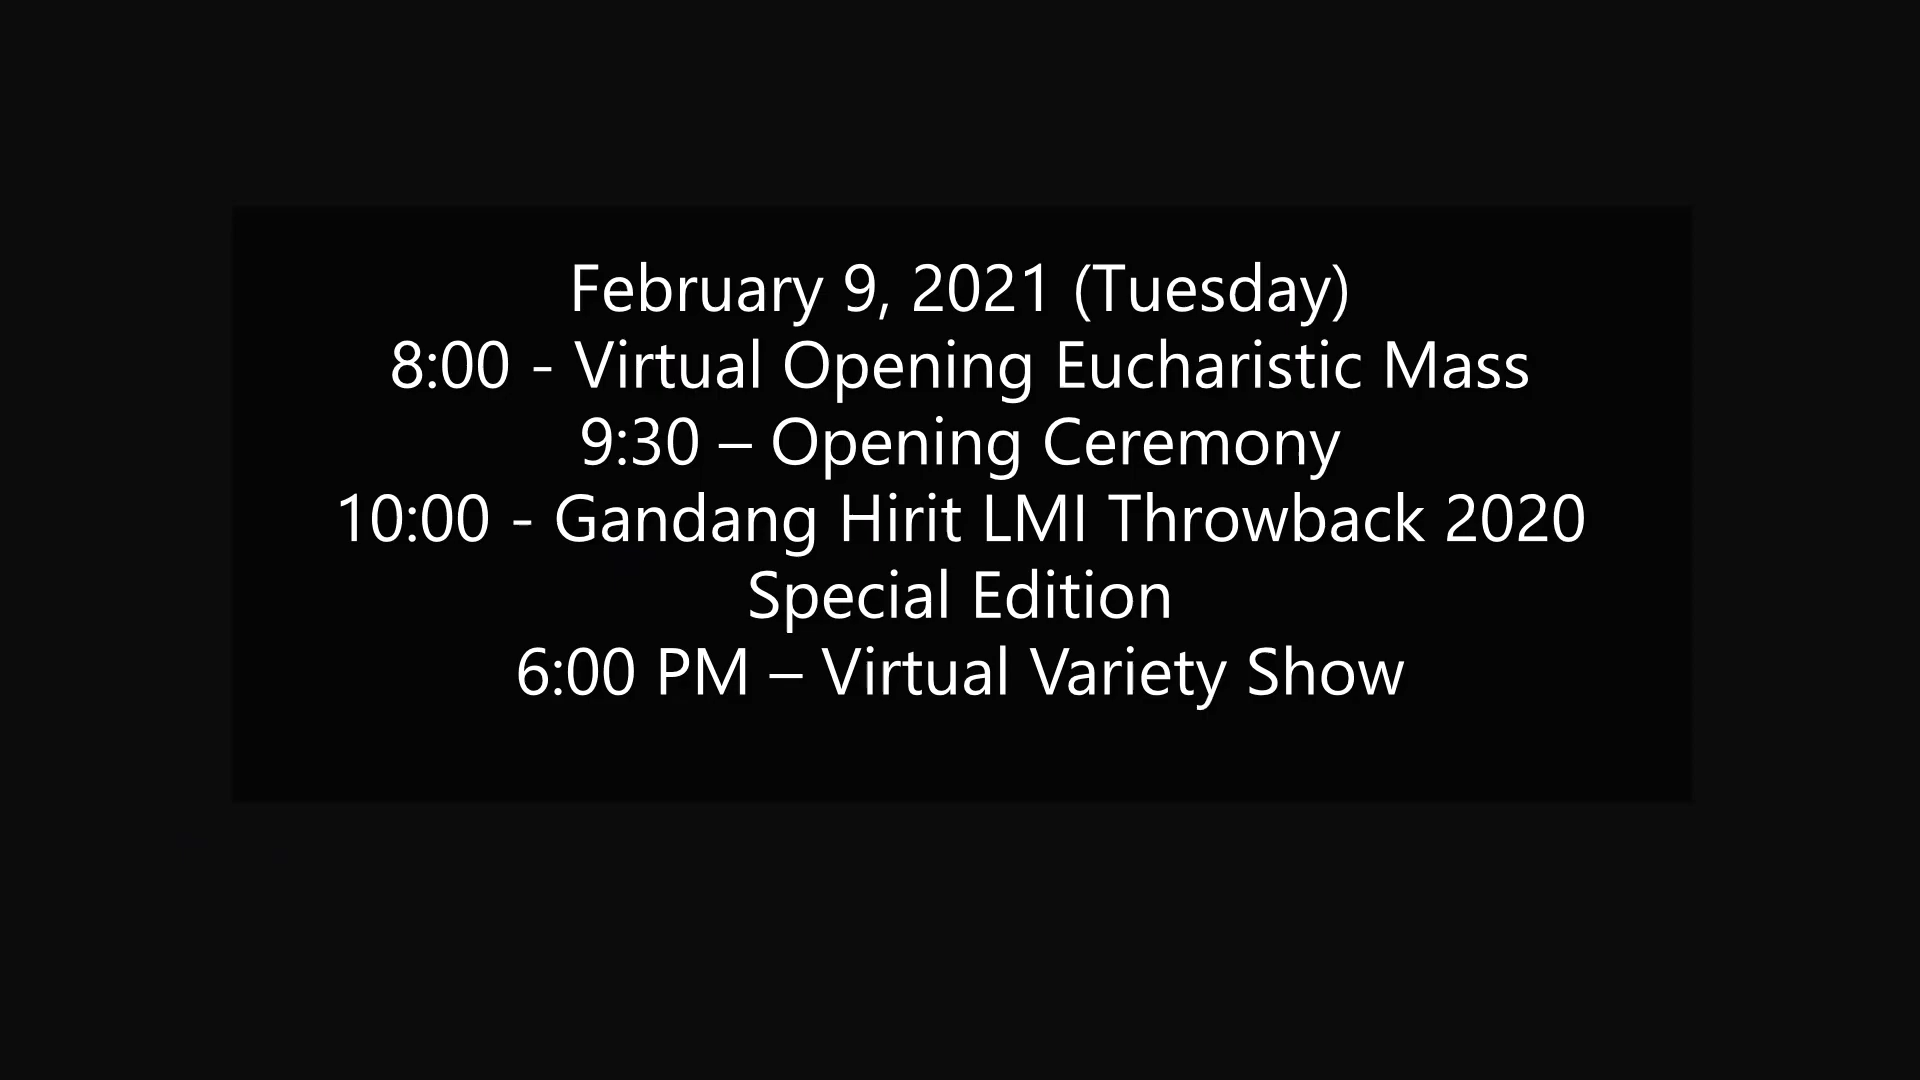 February 9, 2021 (Tuesday)
8:00 - Virtual Opening Eucharistic Mass
9:30 – Opening Ceremony
10:00 - Gandang Hirit LMI Throwback 2020
Special Edition
6:00 PM – Virtual Variety Show